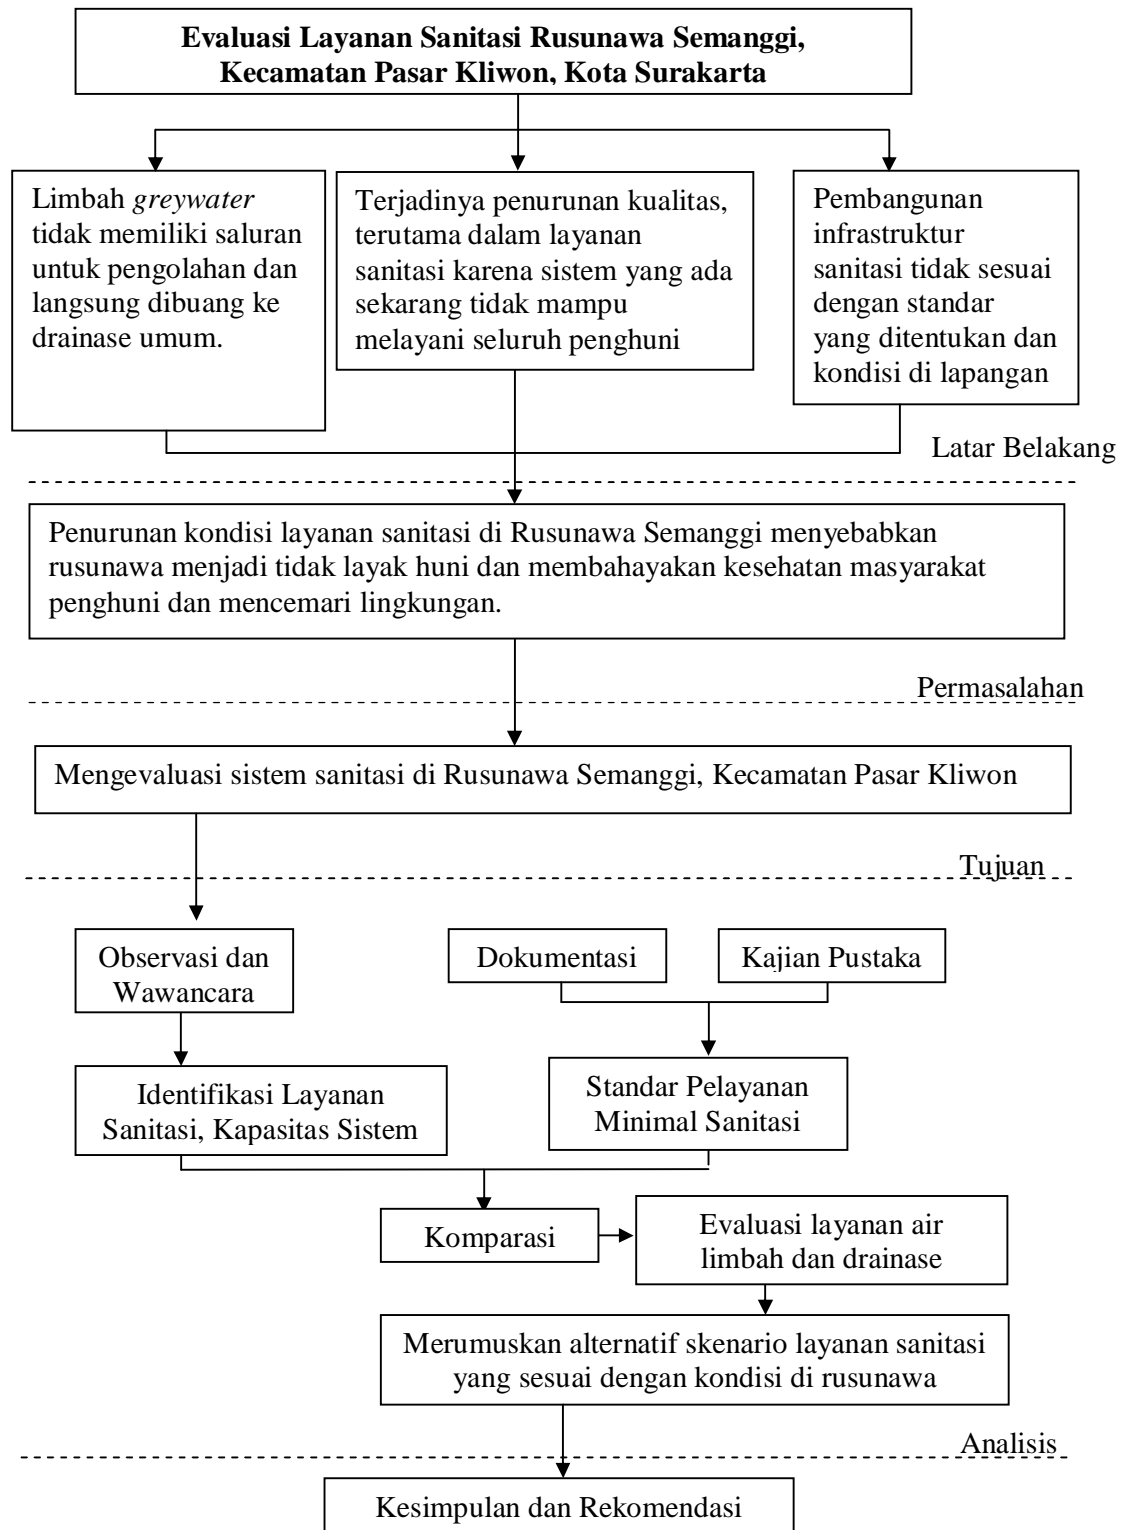 Evaluasi Layanan Sanitasi Rusunawa Semanggi,
Kecamatan Pasar Kliwon, Kota Surakarta
Limbah greywater
tidak memiliki saluran
untuk pengolahan dan
langsung dibuang ke
drainase umum.
Terjadinya penurunan kualitas,
terutama dalam layanan
sanitasi karena sistem yang ada
sekarang tidak mampu
melayani seluruh penghuni
Pembangunan
infrastruktur
sanitasi tidak sesuai
dengan standar
yang ditentukan dan
kondisi di lapangan
Latar Belakang
Penurunan kondisi layanan sanitasi di Rusunawa Semanggi menyebabkan
rusunawa menjadi tidak layak huni dan membahayakan kesehatan masyarakat
penghuni dan mencemari lingkungan.
Permasalahan
Mengevaluasi sistem sanitasi di Rusunawa Semanggi, Kecamatan Pasar Kliwon
Tujuan
Observasi dan
Wawancara
Dokumentasi
Kajian Pustaka
Identifikasi Layanan
Sanitasi, Kapasitas Sistem
Standar Pelayanan
Minimal Sanitasi
Komparasi
Evaluasi layanan air
limbah dan drainase
Merumuskan alternatif skenario layanan sanitasi
yang sesuai dengan kondisi di rusunawa
Analisis
Kesimpulan dan Rekomendasi